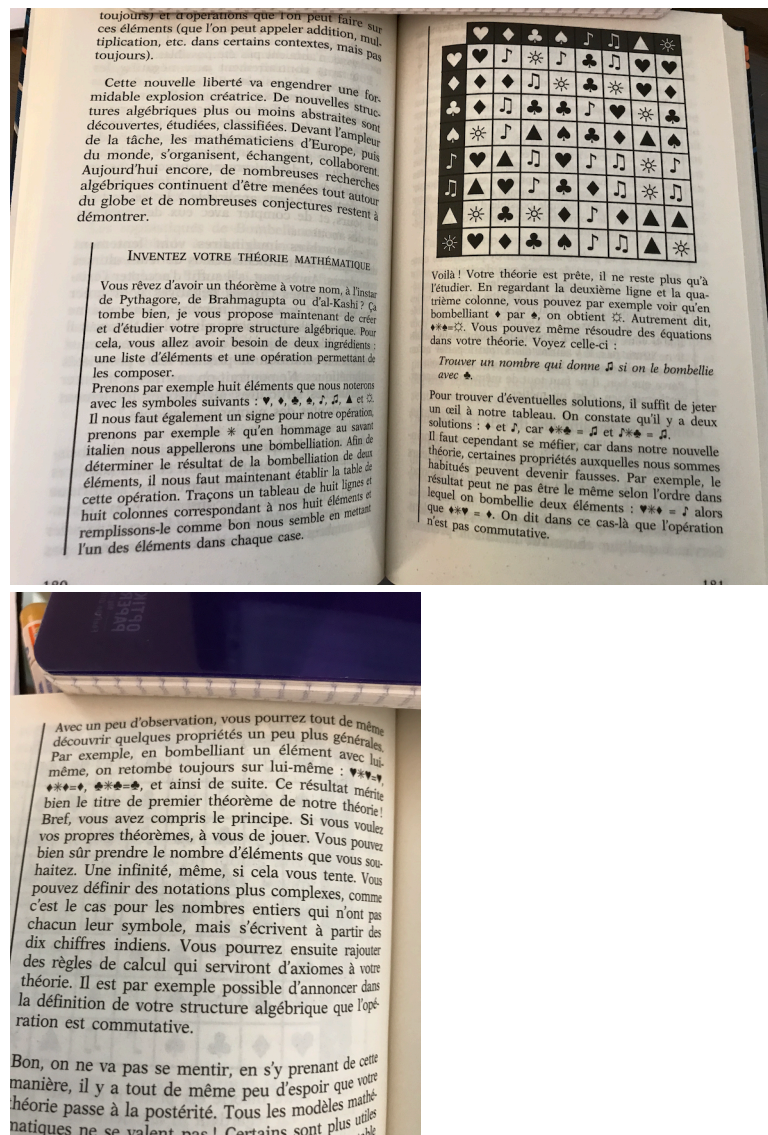 toujours) et d'opérations que l'on peut faire sur
ces éléments (que l'on peut appeler addition, mul-
tiplication, etc. dans certains contextes, mais pas
toujours).
Cette nouvelle liberté va engendrer une for-
midable explosion créatrice. De nouvelles struc-
tures algébriques plus ou moins abstraites sont
découvertes, étudiées, classifiées. Devant l'ampleur
de la tâche, les mathématiciens d'Europe, puis
du monde, s'organisent, échangent, collaborent.
Aujourd'hui encore, de nombreuses recherches
algébriques continuent d'être menées tout autour
du globe et de nombreuses conjectures restent à
démontrer.
INVENTEZ VOTRE THÉORIE MATHÉMATIQUE
Vous rêvez d'avoir un théorème à votre nom, à l'instar
de Pythagore, de Brahmagupta ou d'al-Kashi ? Ça
tombe bien, je vous propose maintenant de créer
et d'étudier votre propre structure algébrique. Pour
cela, vous allez avoir besoin de deux ingrédients :
une liste d'éléments et une opération permettant de
les composer.
Prenons par exemple huit éléments que nous noterons
avec les symboles suivants : ♥, ♦, ♣, ♠, ♪, ♫, ▲ et ☼.
Il nous faut également un signe pour notre opération,
prenons par exemple ✳ qu'en hommage au savant
italien nous appellerons une bombelliation. Afin de
déterminer le résultat de la bombelliation de deux
éléments, il nous faut maintenant établir la table de
cette opération. Traçons un tableau de huit lignes et
huit colonnes correspondant à nos huit éléments et
remplissons-le comme bon nous semble en mettant
l'un des éléments dans chaque case.
180
♥ ♦ ♣ ♠ ♪ ♫ ▲ ☼
♥ ♥ ♪ ☼ ♪ ♣ ♫ ♥ ♥
♦ ♦ ♦ ♫ ☼ ♣ ☼ ♥ ♦
♣ ♦ ♫ ♣ ♣ ♪ ♥ ☼ ♣
♠ ☼ ♪ ▲ ♠ ♣ ♦ ▲ ♠
♪ ♥ ▲ ♫ ♥ ♪ ♫ ☼ ♪
♫ ▲ ♥ ♪ ♣ ♦ ♫ ☼ ♫
▲ ☼ ♣ ☼ ♦ ♪ ♦ ▲ ▲
☼ ♥ ♦ ♣ ♠ ♪ ♫ ▲ ☼
Voilà ! Votre théorie est prête, il ne reste plus qu'à
l'étudier. En regardant la deuxième ligne et la qua-
trième colonne, vous pouvez par exemple voir qu'en
bombelliant ♦ par ♠, on obtient ☼. Autrement dit,
♦✳♠=☼. Vous pouvez même résoudre des équations
dans votre théorie. Voyez celle-ci :
Trouver un nombre qui donne ♫ si on le bombellie
avec ♣.
Pour trouver d'éventuelles solutions, il suffit de jeter
un œil à notre tableau. On constate qu'il y a deux
solutions : ♦ et ♪, car ♦✳♣ = ♫ et ♪✳♣ = ♫.
Il faut cependant se méfier, car dans notre nouvelle
théorie, certaines propriétés auxquelles nous sommes
habitués peuvent devenir fausses. Par exemple, le
résultat peut ne pas être le même selon l'ordre dans
lequel on bombellie deux éléments : ♥✳♦ = ♪ alors
que ♦✳♥ = ♦. On dit dans ce cas-là que l'opération
n'est pas commutative.
181
Avec un peu d'observation, vous pourrez tout de même
découvrir quelques propriétés un peu plus générales.
Par exemple, en bombelliant un élément avec lui-
même, on retombe toujours sur lui-même : ♥✳♥=♥,
♦✳♦=♦, ♣✳♣=♣, et ainsi de suite. Ce résultat mérite
bien le titre de premier théorème de notre théorie !
Bref, vous avez compris le principe. Si vous voulez
vos propres théorèmes, à vous de jouer. Vous pouvez
bien sûr prendre le nombre d'éléments que vous sou-
haitez. Une infinité, même, si cela vous tente. Vous
pouvez définir des notations plus complexes, comme
c'est le cas pour les nombres entiers qui n'ont pas
chacun leur symbole, mais s'écrivent à partir des
dix chiffres indiens. Vous pourrez ensuite rajouter
des règles de calcul qui serviront d'axiomes à votre
théorie. Il est par exemple possible d'annoncer dans
la définition de votre structure algébrique que l'opé-
ration est commutative.
Bon, on ne va pas se mentir, en s'y prenant de cette
manière, il y a tout de même peu d'espoir que votre
théorie passe à la postérité. Tous les modèles mathé-
matiques ne se valent pas ! Certains sont plus utiles